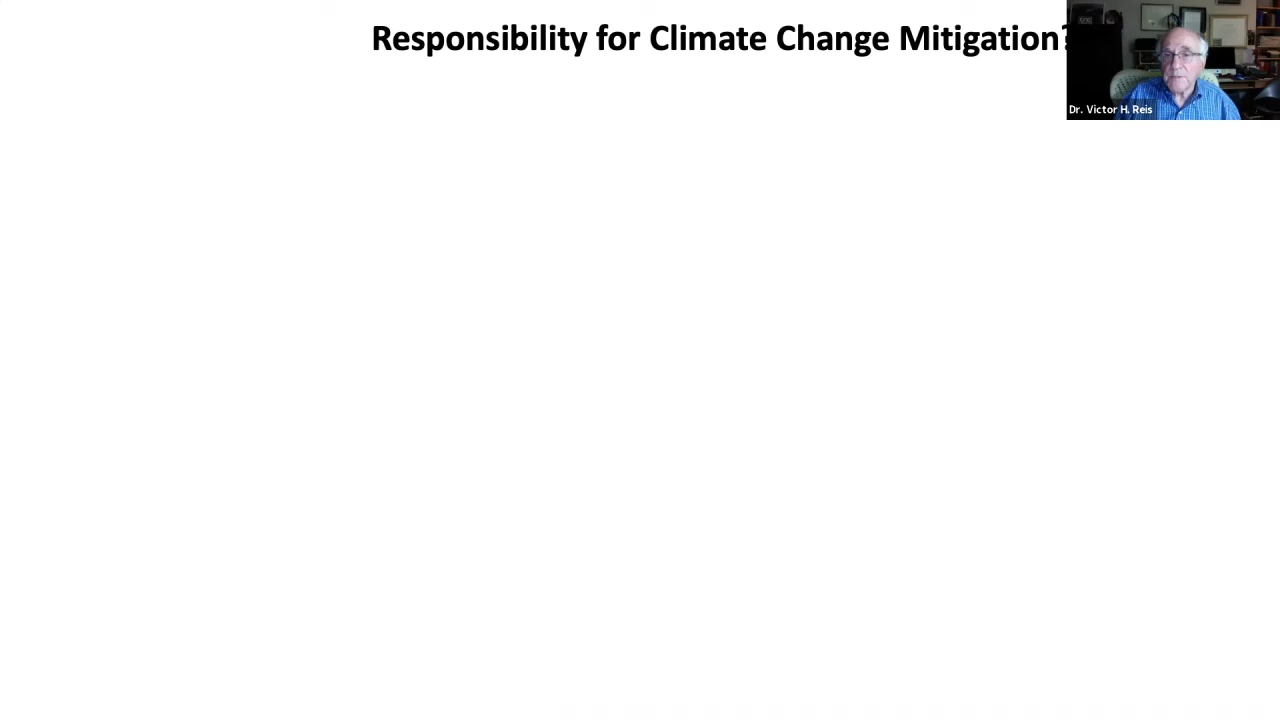 Responsibility for Climate Change Mitigation?
Dr. Victor H. Reis